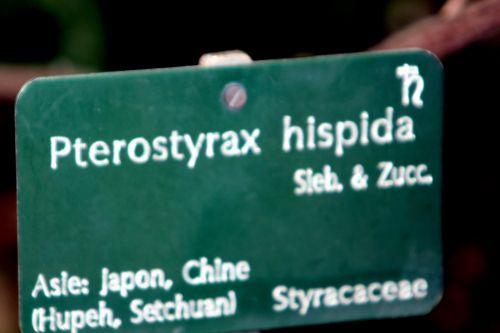 ♄
Pterostyrax hispida
Sieb. & Zucc.
Asie: Japon, Chine
(Hupeh, Setchuan)
Styracaceae